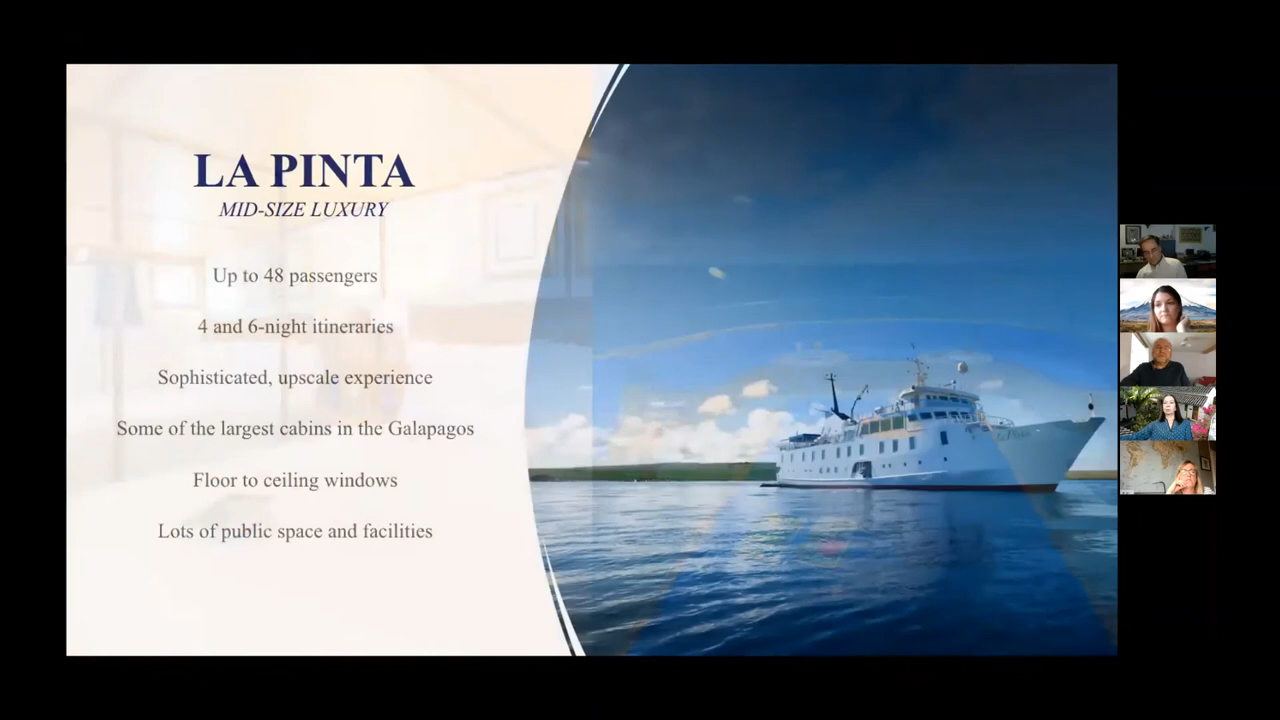 LA PINTA
MID-SIZE LUXURY
Up to 48 passengers
4 and 6-night itineraries
Sophisticated, upscale experience
Some of the largest cabins in the Galapagos
Floor to ceiling windows
Lots of public space and facilities